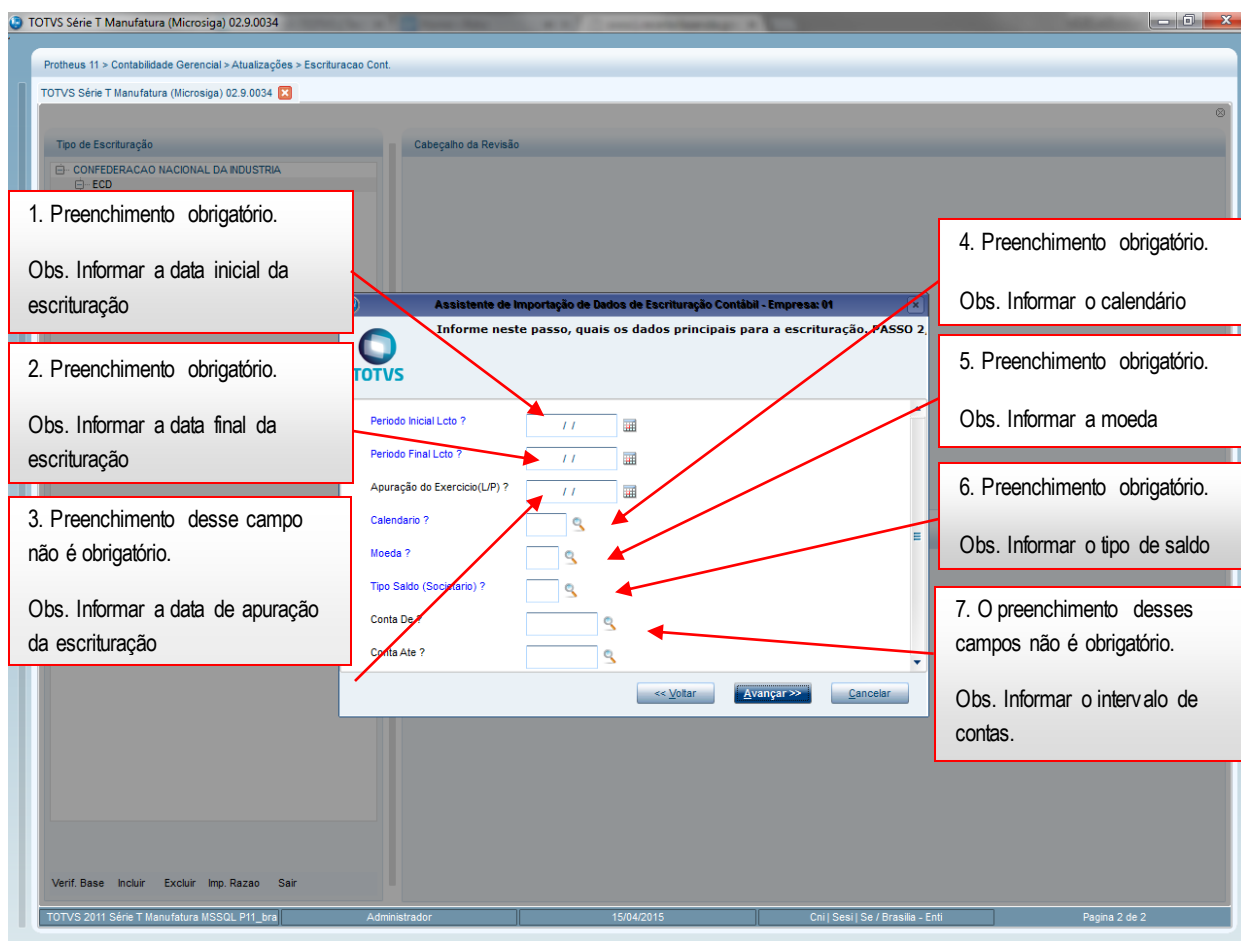 TOTVS Série T Manufatura (Microsiga) 02.9.0034
Protheus 11 > Contabilidade Gerencial > Atualizações > Escrituracao Cont.
TOTVS Série T Manufatura (Microsiga) 02.9.0034
Tipo de Escrituração
Cabeçalho da Revisão
CONFEDERACAO NACIONAL DA INDUSTRIA
ECD
1. Preenchimento obrigatório.
Obs. Informar a data inicial da
escrituração
2. Preenchimento obrigatório.
Obs. Informar a data final da
escrituração
3. Preenchimento desse campo
não é obrigatório.
Obs. Informar a data de apuração
da escrituração
Assistente de Importação de Dados de Escrituração Contábil - Empresa: 01
Informe neste passo, quais os dados principais para a escrituração. PASSO 2
TOTVS
Periodo Inicial Lcto ?
/ /
Periodo Final Lcto ?
/ /
Apuração do Exercicio(L/P) ?
/ /
Calendario ?
Moeda ?
Tipo Saldo (Societario) ?
Conta De ?
Conta Ate ?
<< Voltar
Avançar >>
Cancelar
4. Preenchimento obrigatório.
Obs. Informar o calendário
5. Preenchimento obrigatório.
Obs. Informar a moeda
6. Preenchimento obrigatório.
Obs. Informar o tipo de saldo
7. O preenchimento desses
campos não é obrigatório.
Obs. Informar o intervalo de
contas.
Verif. Base Incluir Excluir Imp. Razao Sair
TOTVS 2011 Série T Manufatura MSSQL P11_bra
Administrador
15/04/2015
Cni | Sesi | Se / Brasilia - Enti
Pagina 2 de 2